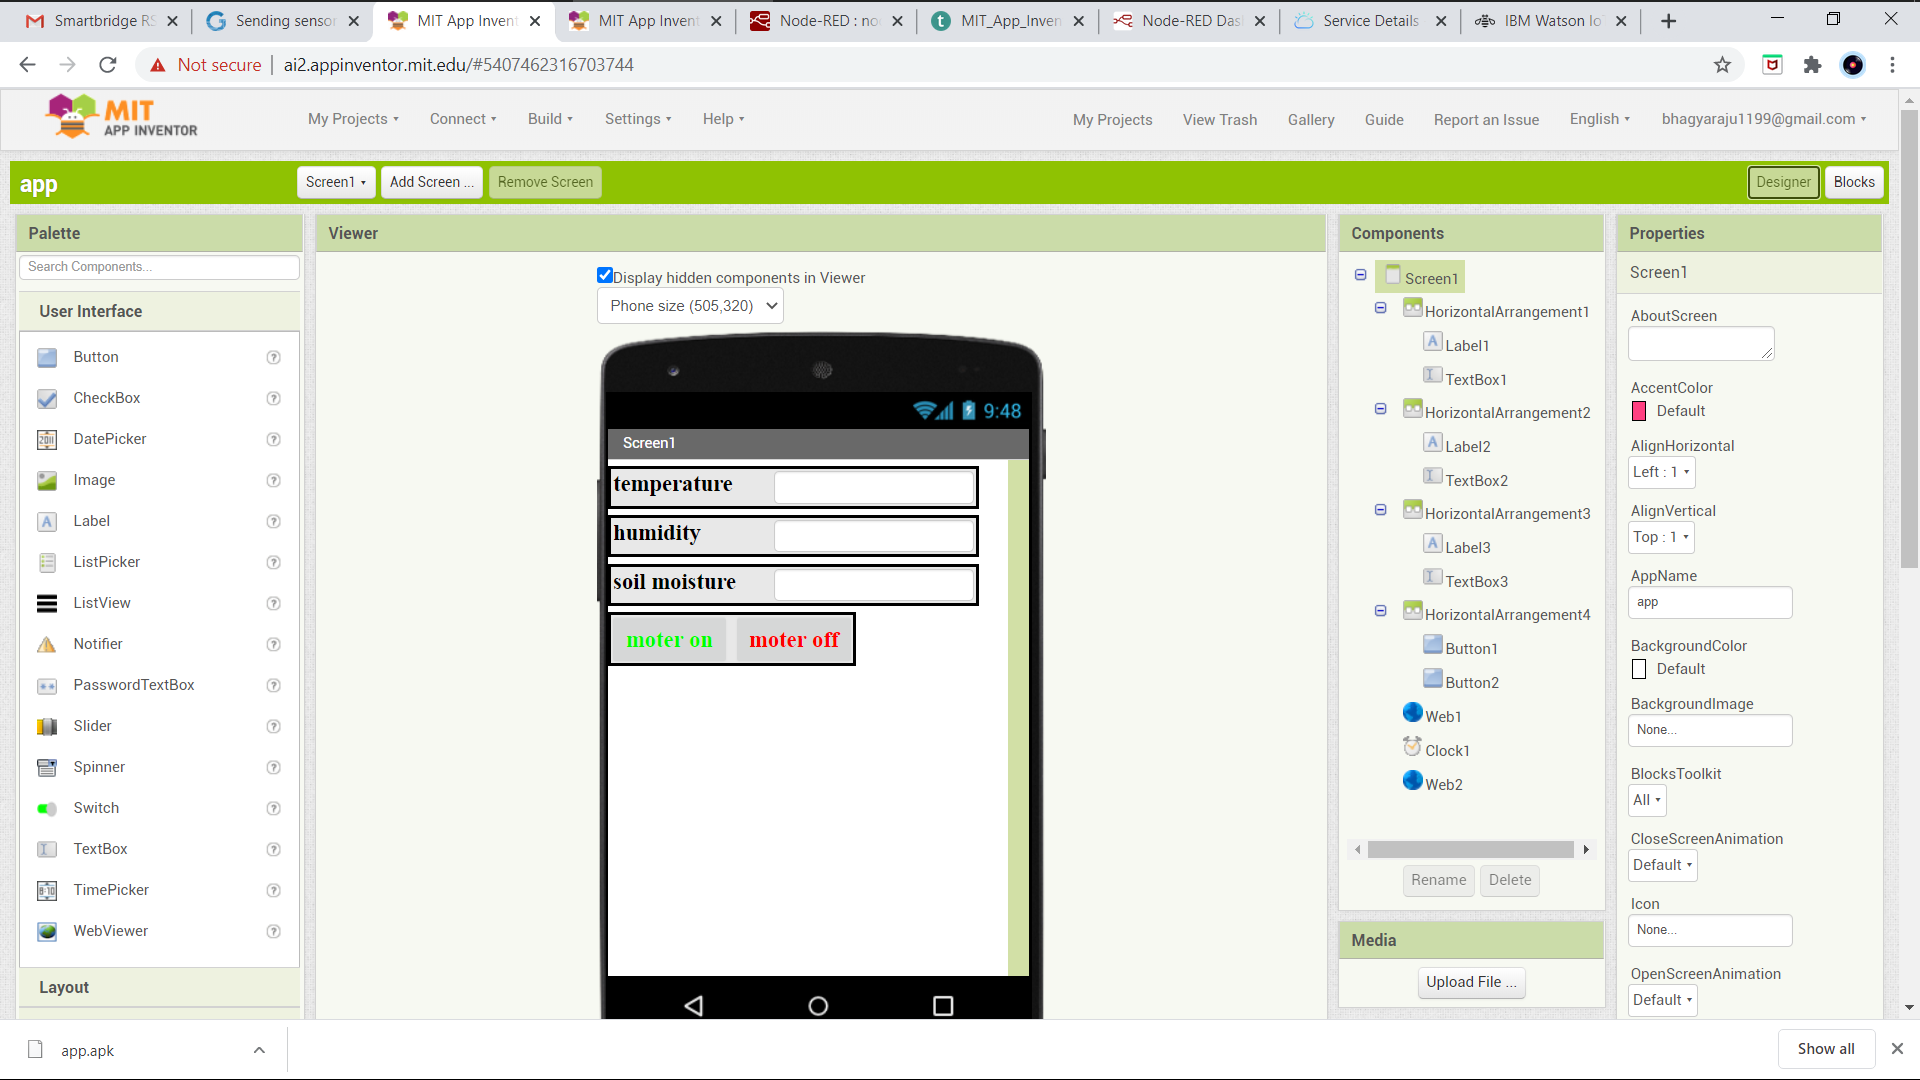 Smartbridge RS
Sending sensor
MIT App Invent
MIT App Invent
Node-RED : no
MIT_App_Inven
Node-RED Das
Service Details
IBM Watson Io
Not secure
ai2.appinventor.mit.edu/#5407462316703744
MIT
APP INVENTOR
My Projects
Connect
Build
Settings
Help
My Projects
View Trash
Gallery
Guide
Report an Issue
English
bhagyaraju1199@gmail.com
app
Screen1
Add Screen ...
Remove Screen
Designer
Blocks
Palette
Search Components...
User Interface
Button
CheckBox
DatePicker
Image
Label
ListPicker
ListView
Notifier
PasswordTextBox
Slider
Spinner
Switch
TextBox
TimePicker
WebViewer
Layout
Viewer
Display hidden components in Viewer
Phone size (505,320)
9:48
Screen1
temperature
humidity
soil moisture
moter on
moter off
Components
Screen1
HorizontalArrangement1
Label1
TextBox1
HorizontalArrangement2
Label2
TextBox2
HorizontalArrangement3
Label3
TextBox3
HorizontalArrangement4
Button1
Button2
Web1
Clock1
Web2
Rename
Delete
Media
Upload File ...
Properties
Screen1
AboutScreen
AccentColor
Default
AlignHorizontal
Left : 1
AlignVertical
Top : 1
AppName
app
BackgroundColor
Default
BackgroundImage
None...
BlocksToolkit
All
CloseScreenAnimation
Default
Icon
None...
OpenScreenAnimation
Default
app.apk
Show all